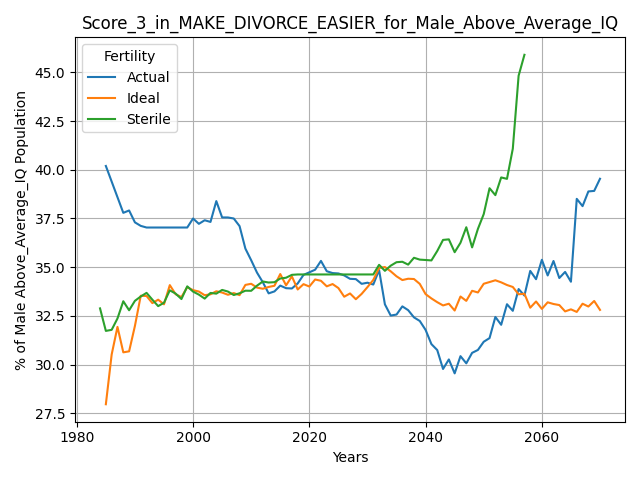 Score_3_in_MAKE_DIVORCE_EASIER_for_Male_Above_Average_IQ
Fertility
Actual
Ideal
Sterile
% of Male Above_Average_IQ Population
45.0
42.5
40.0
37.5
35.0
32.5
30.0
27.5
1980
2000
2020
2040
2060
Years